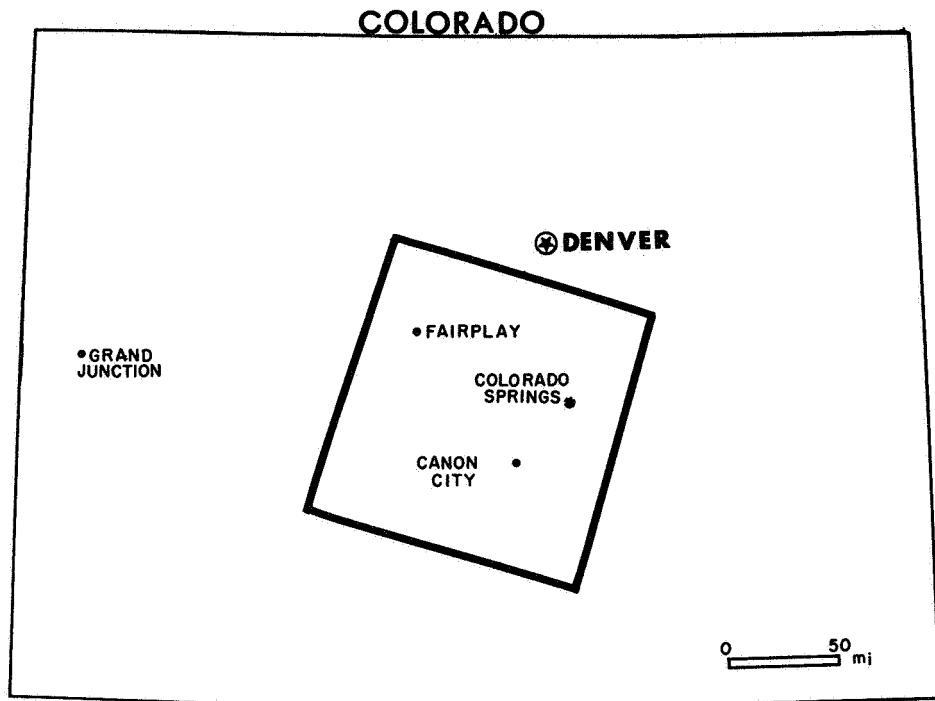 COLORADO
DENVER
FAIRPLAY
GRAND
JUNCTION
COLORADO
SPRINGS
CANON
CITY
0 50
mi